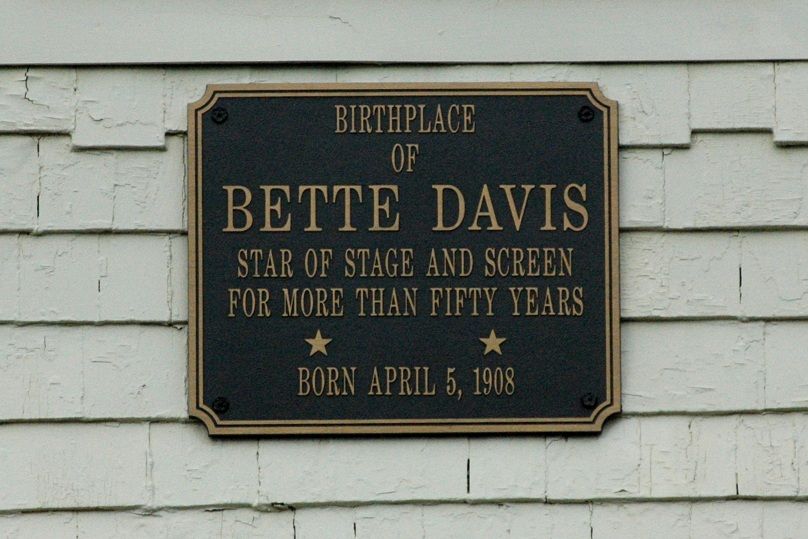 BIRTHPLACE
OF
BETTE DAVIS
STAR OF STAGE AND SCREEN
FOR MORE THAN FIFTY YEARS
BORN APRIL 5, 1908